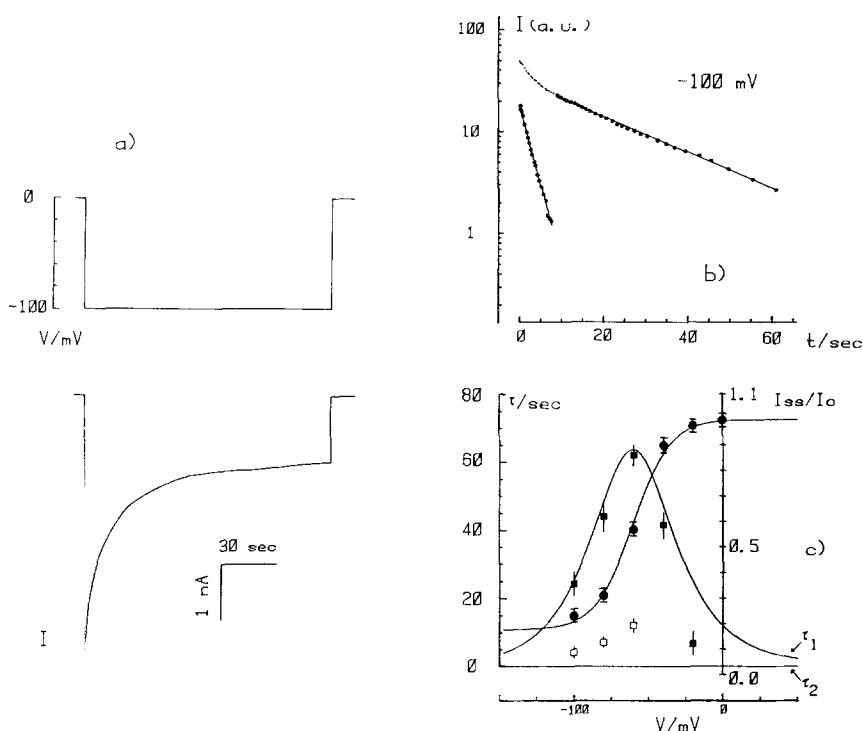 a)
0
-100
V/mV
30 sec
1 nA
I
I (a.u.)
100
10
1
-100 mV
b)
0
20
40
60
t/sec
80
60
40
20
0
τ/sec
1.1
Iss/Io
0.5
0.0
c)
τ1
τ2
-100
0
V/mV